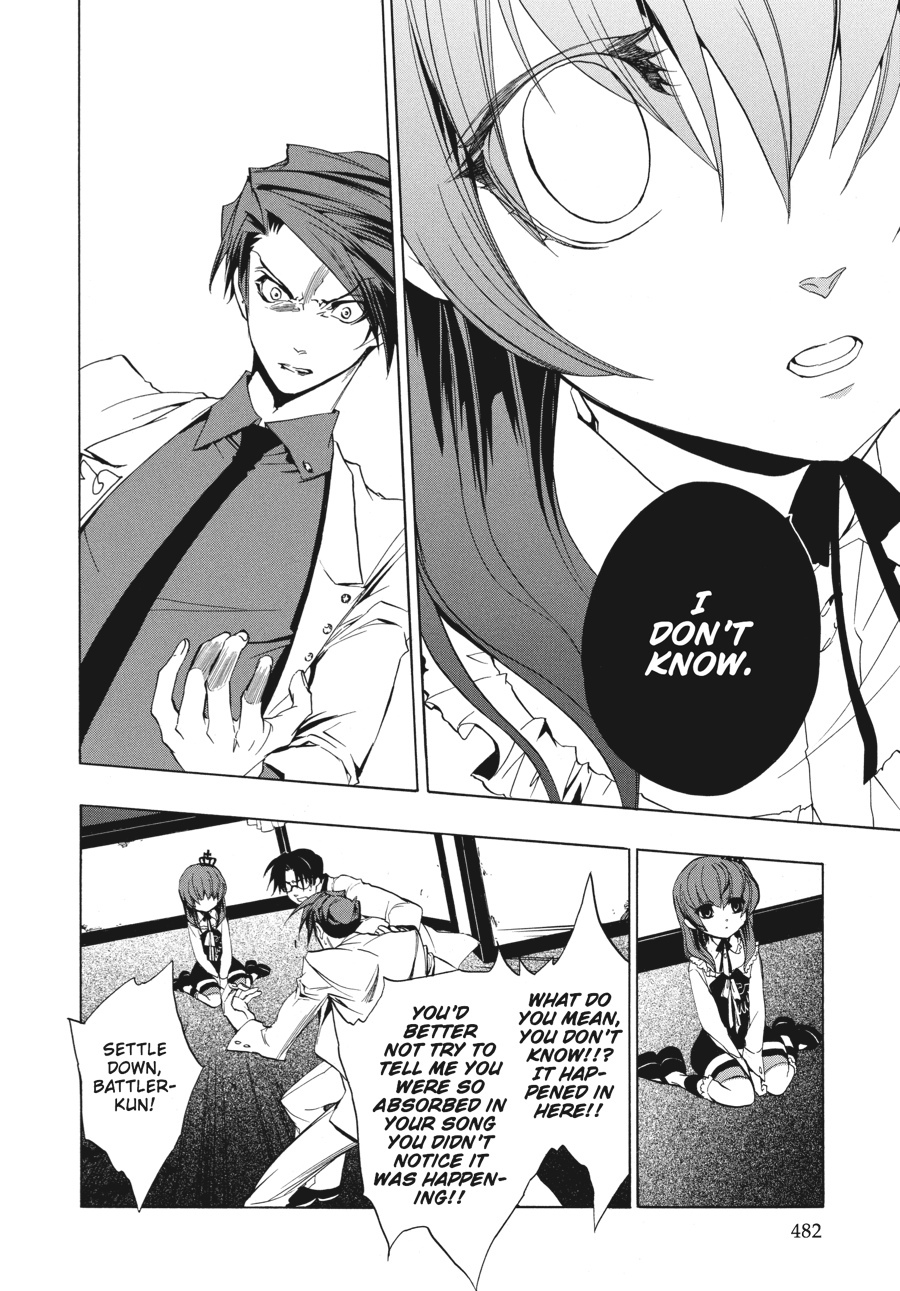 I
DON'T
KNOW.
WHAT DO
YOU MEAN,
YOU DON'T
KNOW!!?
IT HAP-
PENED IN
HERE!!
YOU'D
BETTER
NOT TRY TO
TELL ME YOU
WERE SO
ABSORBED IN
YOUR SONG
YOU DIDN'T
NOTICE IT
WAS HAPPEN-
ING!!
SETTLE
DOWN,
BATTLER-
KUN!
482